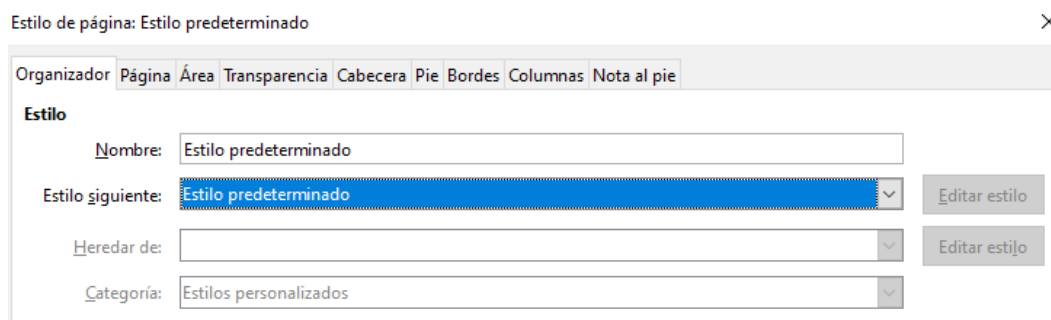 Estilo de página: Estilo predeterminado
Organizador Página Área Transparencia Cabecera Pie Bordes Columnas Nota al pie
Estilo
Nombre: Estilo predeterminado
Estilo siguiente: Estilo predeterminado Editar estilo
Heredar de: Editar estilo
Categoría: Estilos personalizados